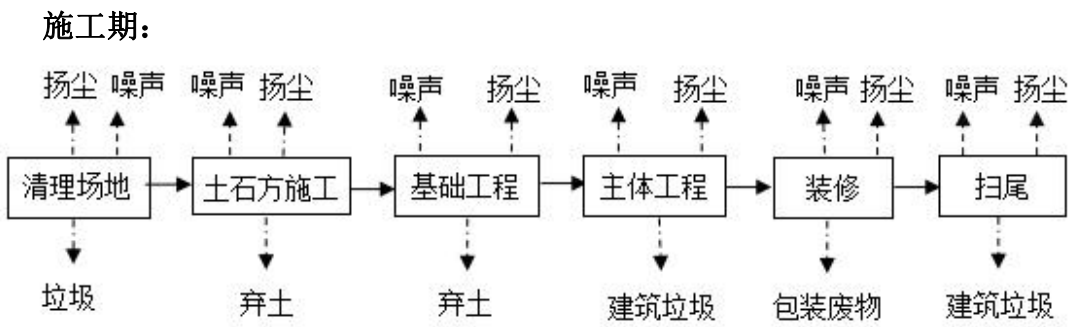 施工期：
扬尘 噪声 噪声 扬尘 噪声 扬尘 噪声 扬尘 噪声 扬尘 噪声 扬尘
清理场地 土石方施工 基础工程 主体工程 装修 扫尾
垃圾 弃土 弃土 建筑垃圾 包装废物 建筑垃圾